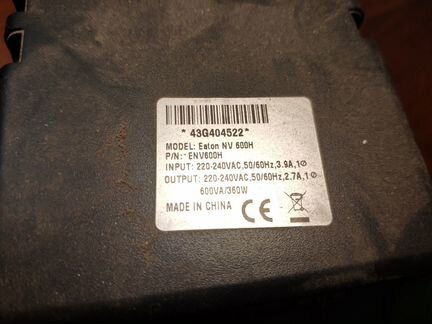 * 43G404522*
MODEL: Eaton NV 600H
P/N: ENV600H
INPUT: 220-240VAC,50/60Hz,3.9A,1∅
OUTPUT: 220-240VAC,50/60Hz,2.7A,1∅
600VA/360W
MADE IN CHINA CE